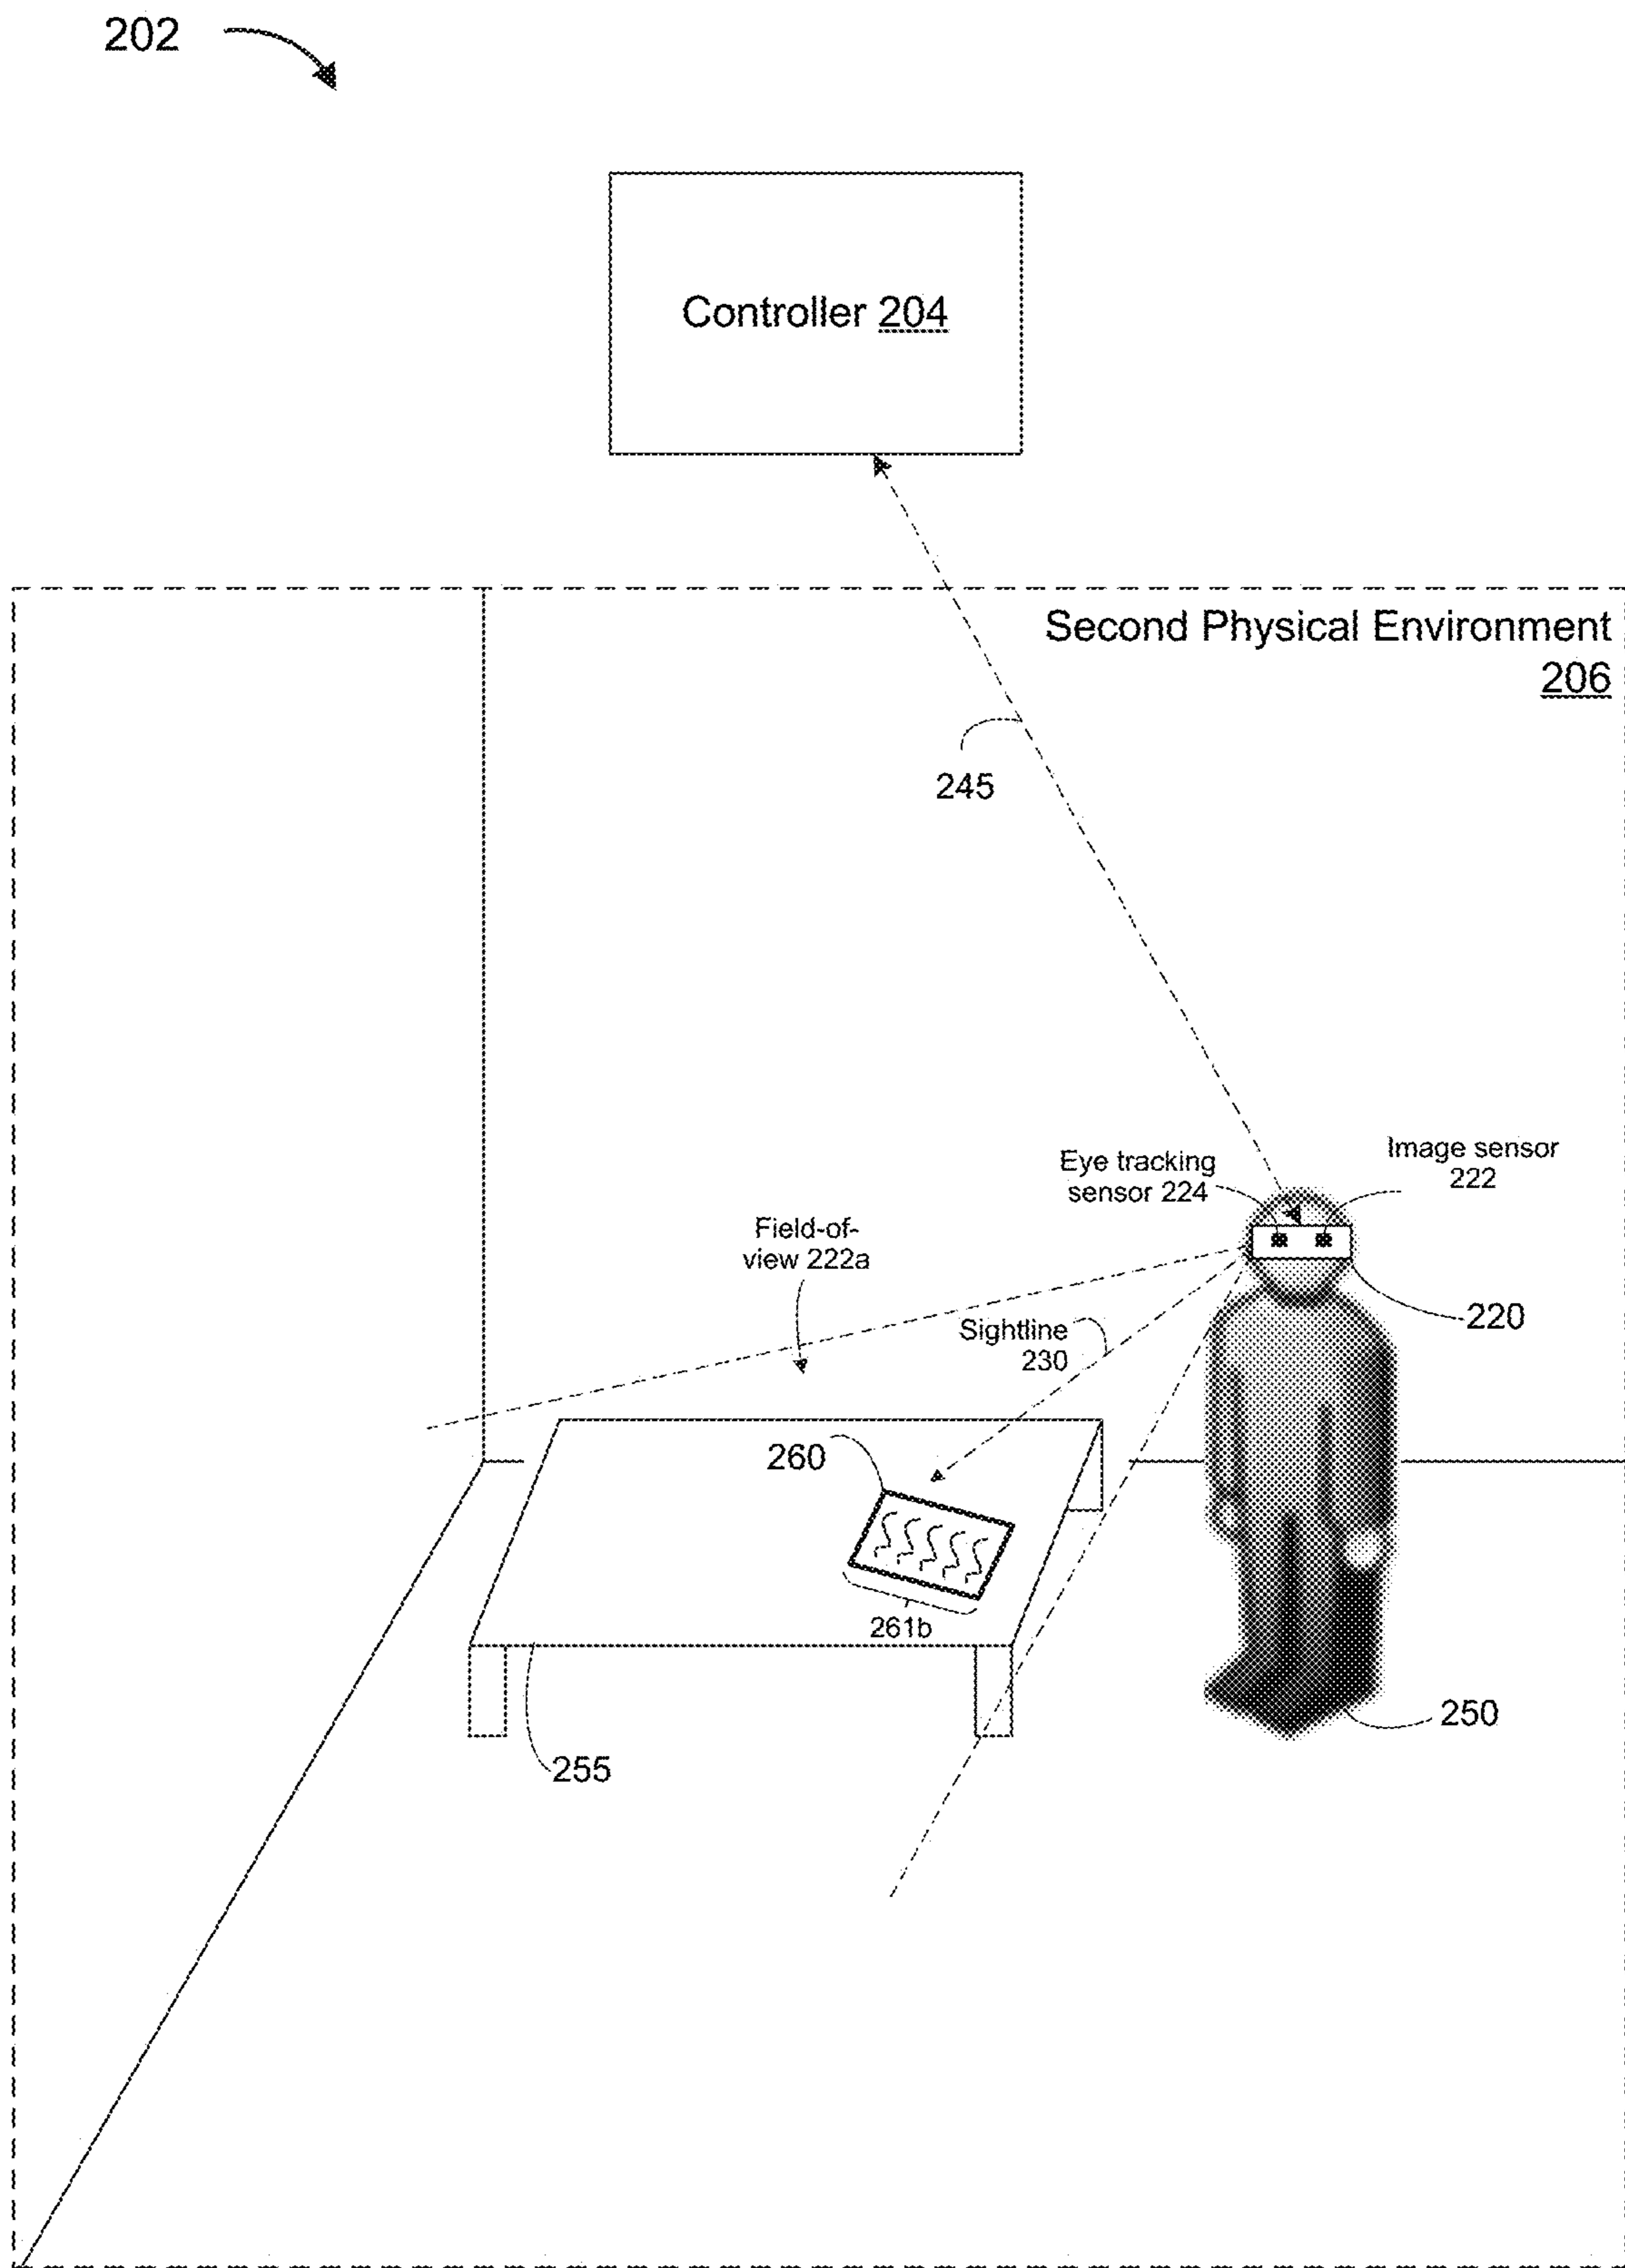 202
Controller 204
Second Physical Environment
206
245
Eye tracking
sensor 224
Image sensor
222
Field-of-
view 222a
220
Sightline
230
260
261b
250
255